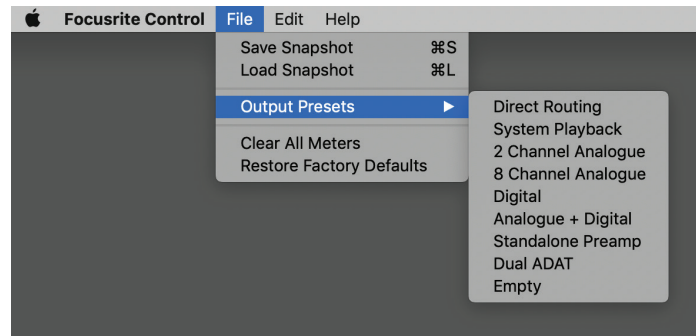 Focusrite Control File Edit Help
Save Snapshot ⌘S
Load Snapshot ⌘L
Output Presets ▶
Clear All Meters
Restore Factory Defaults
Direct Routing
System Playback
2 Channel Analogue
8 Channel Analogue
Digital
Analogue + Digital
Standalone Preamp
Dual ADAT
Empty